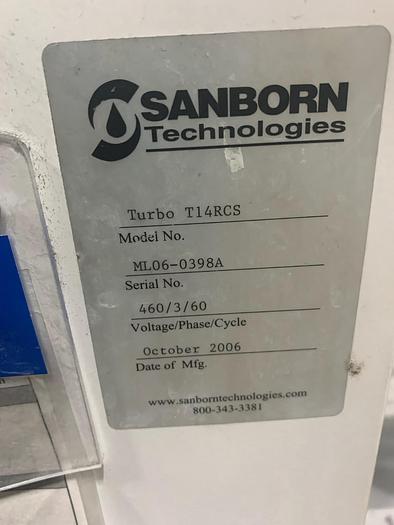 SANBORN
Technologies
Turbo T14RCS
Model No.
ML06-0398A
Serial No.
460/3/60
Voltage/Phase/Cycle
October 2006
Date of Mfg.
www.sanborntechnologies.com
800-343-3381